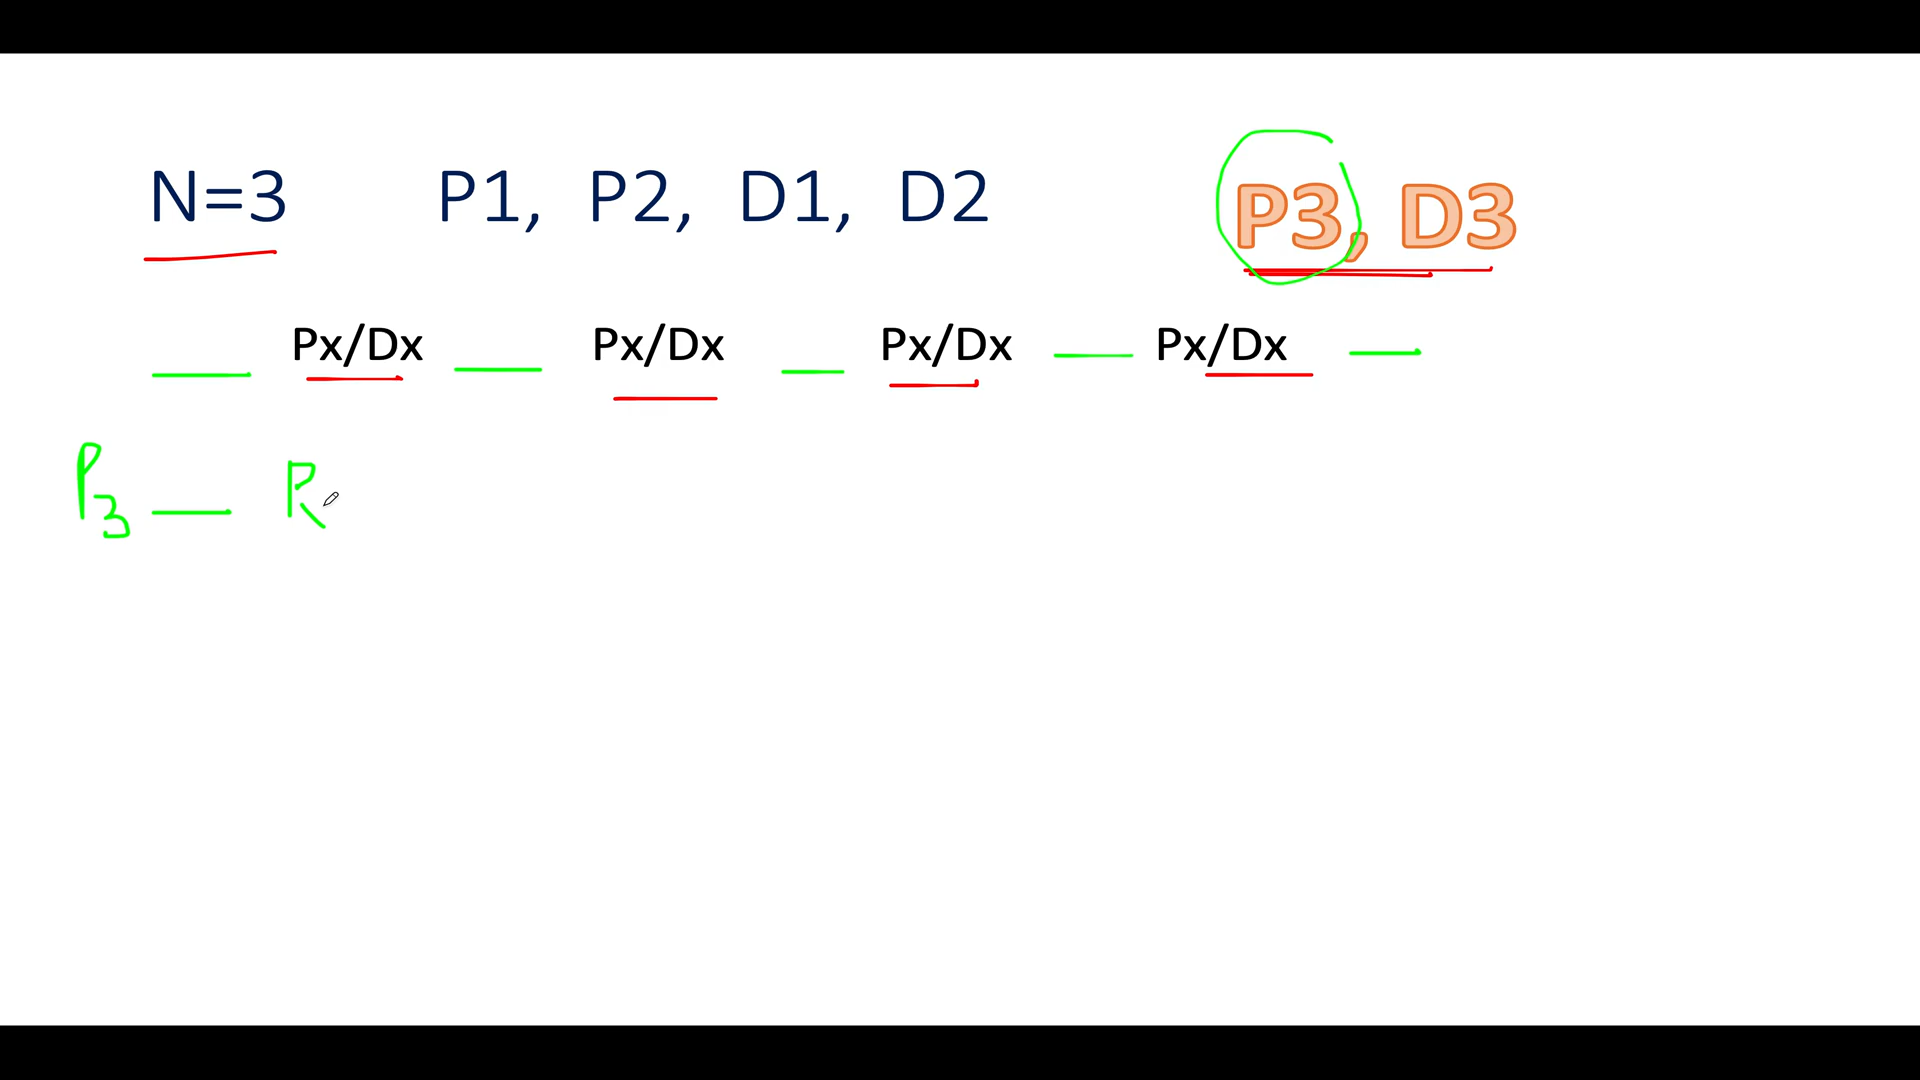 N=3 P1, P2, D1, D2 P3, D3
Px/Dx Px/Dx Px/Dx Px/Dx
P3 R